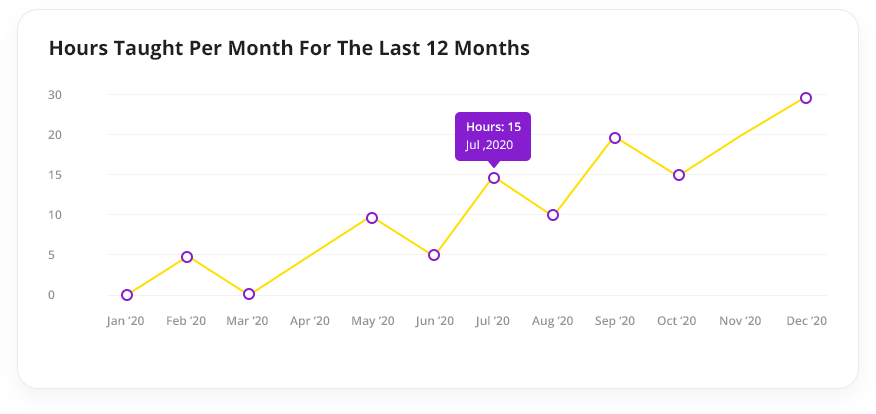 Hours Taught Per Month For The Last 12 Months
30
20
15
10
5
0
Hours: 15
Jul ,2020
Jan ’20 Feb ’20 Mar ’20 Apr ’20 May ’20 Jun ’20 Jul ’20 Aug ’20 Sep ’20 Oct ’20 Nov ’20 Dec ’20